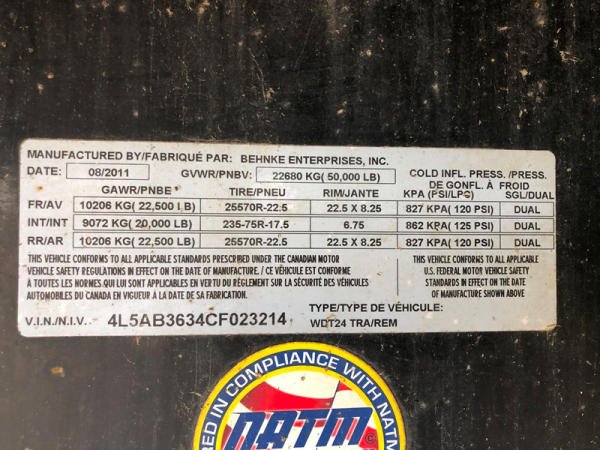 MANUFACTURED BY/FABRIQUÉ PAR: BEHNKE ENTERPRISES, INC.
DATE: 08/2011 GVWR/PNBV: 22680 KG( 50,000 LB) COLD INFL. PRESS. /PRESS.
DE GONFL. À FROID
GAWR/PNBE TIRE/PNEU RIM/JANTE KPA (PSI/LPC) SGL/DUAL
FR/AV 10206 KG( 22,500 LB) 25570R-22.5 22.5 X 8.25 827 KPA( 120 PSI) DUAL
INT/INT 9072 KG( 20,000 LB) 235-75R-17.5 6.75 862 KPA( 125 PSI) DUAL
RR/AR 10206 KG( 22,500 LB) 25570R-22.5 22.5 X 8.25 827 KPA( 120 PSI) DUAL
THIS VEHICLE CONFORMS TO ALL APPLICABLE STANDARDS PRESCRIBED UNDER THE CANADIAN MOTOR
VEHICLE SAFETY REGULATIONS IN EFFECT ON THE DATE OF MANUFACTURE. / CE VÉHICULE EST CONFORME
À TOUTES LES NORMES QUI LUI SONT APPLICABLES EN VERTU DU RÈGLEMENT SUR LA SÉCURITÉ DES VÉHICULES
AUTOMOBILES DU CANADA EN VIGUEUR À LA DATE DE SA FABRICATION.
THIS VEHICLE CONFORMS TO ALL APPLICABLE
U.S. FEDERAL MOTOR VEHICLE SAFETY
STANDARDS IN EFFECT ON THE DATE
OF MANUFACTURE SHOWN ABOVE
V.I.N./N.I.V.. 4L5AB3634CF023214
TYPE/TYPE DE VÉHICULE:
WDT24 TRA/REM
RED IN COMPLIANCE WITH NATM
NATM